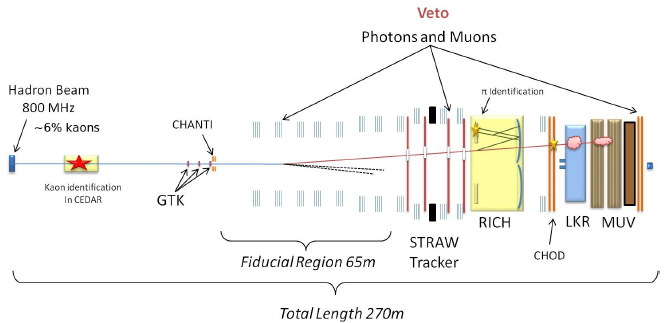 Veto
Photons and Muons
Hadron Beam
800 MHz
~6% kaons
π Identification
CHANTI
Kaon identification
In CEDAR
GTK
RICH
LKR
MUV
STRAW
Tracker
CHOD
Fiducial Region 65m
Total Length 270m